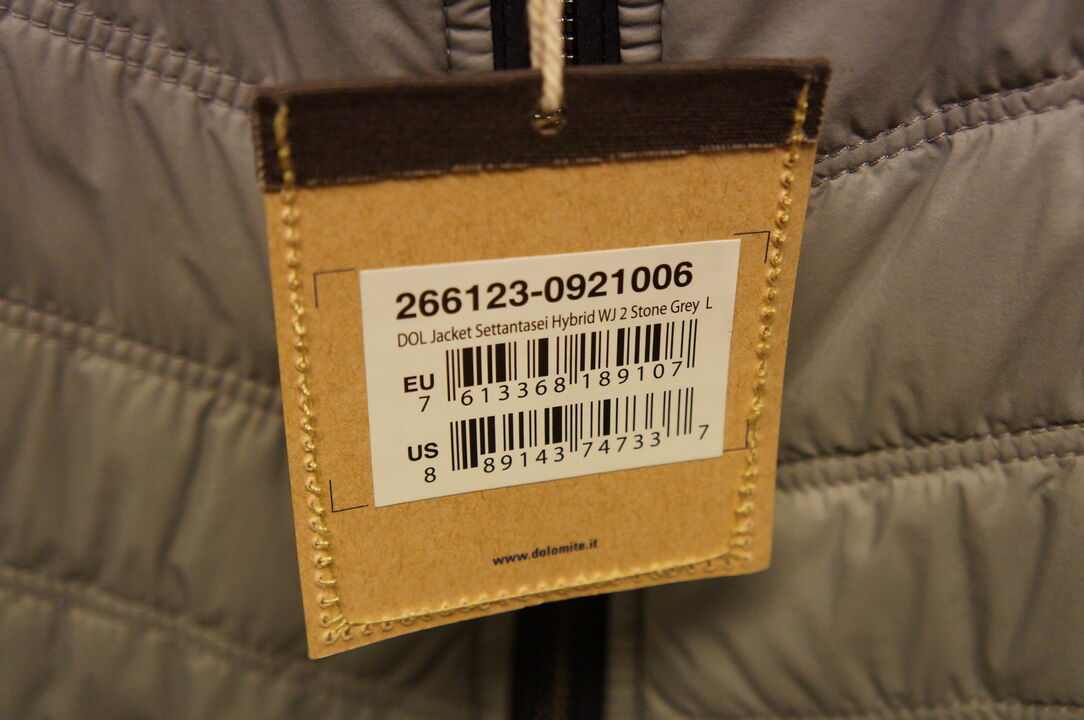 266123-0921006
DOL Jacket Settantasei Hybrid WJ 2 Stone Grey L
EU
7 613368 189107
US
8 89143 74733 7
www.dolomite.it